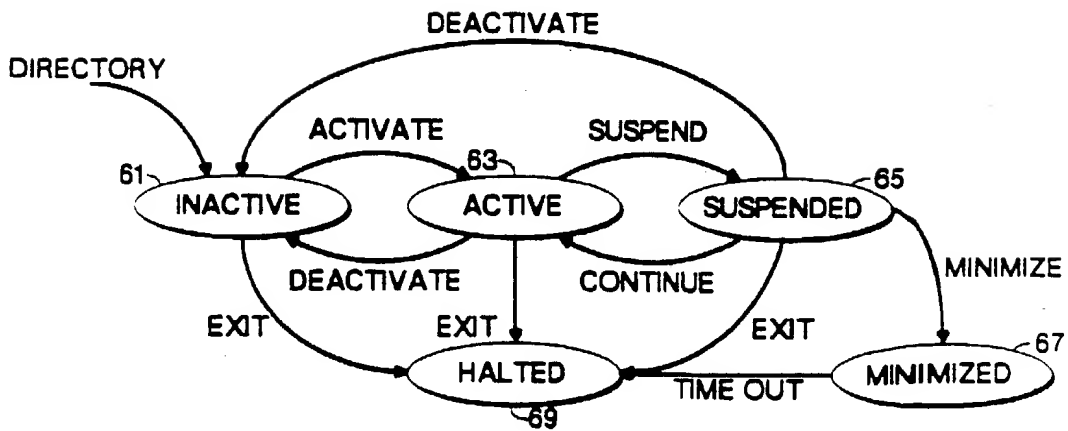 DEACTIVATE
DIRECTORY
ACTIVATE
SUSPEND
61
63
65
INACTIVE
ACTIVE
SUSPENDED
DEACTIVATE
CONTINUE
MINIMIZE
EXIT
EXIT
EXIT
67
HALTED
TIME OUT
MINIMIZED
69